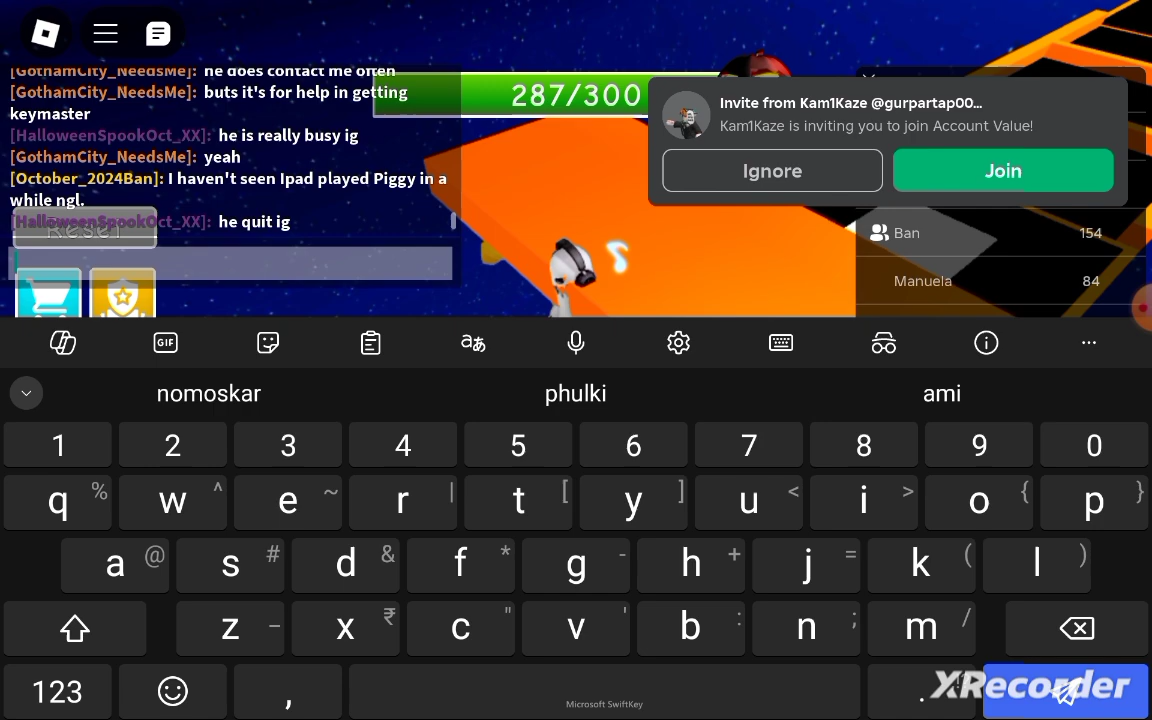 [GothamCity_NeedsMe]: he does contact me often
[GothamCity_NeedsMe]: buts it's for help in getting
keymaster
[HalloweenSpookOct_XX]: he is really busy ig
[GothamCity_NeedsMe]: yeah
[October_2024Ban]: I haven't seen Ipad played Piggy in a
while ngl.
[HalloweenSpookOct_XX]: he quit ig
Reset
287/300
Invite from Kam1Kaze @gurpartap00...
Kam1Kaze is inviting you to join Account Value!
Ignore
Join
Ban 154
Manuela 84
GIF
nomoskar phulki ami
1 2 3 4 5 6 7 8 9 0
q % w ^ e ~ r | t [ y ] u < i > o { p }
a @ s # d & f * g - h + j = k ( l )
z _ x ₹ c " v ' b : n ; m /
123 , Microsoft SwiftKey .
XRecorder